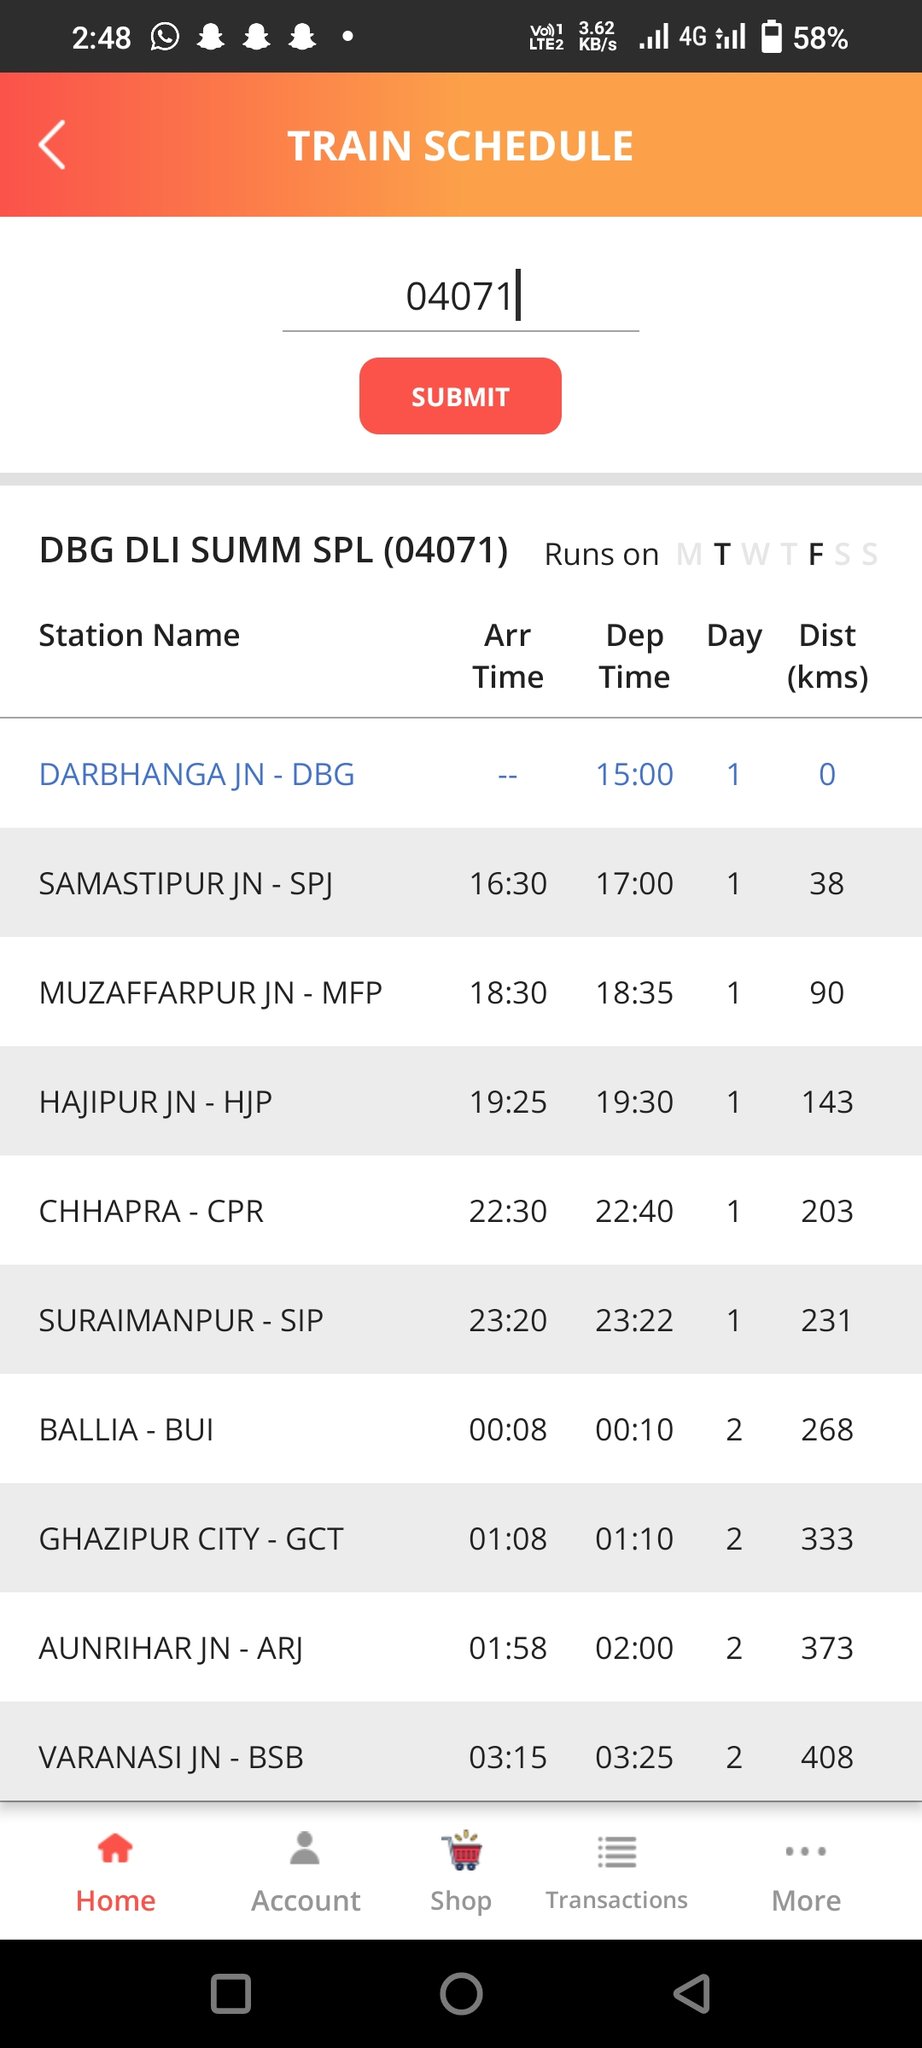 2:48 Vo)) 1 LTE2 3.62 KB/s 4G 58%
TRAIN SCHEDULE
04071
SUBMIT
DBG DLI SUMM SPL (04071) Runs on M T W T F S S
Station Name Arr Time Dep Time Day Dist (kms)
DARBHANGA JN - DBG -- 15:00 1 0
SAMASTIPUR JN - SPJ 16:30 17:00 1 38
MUZAFFARPUR JN - MFP 18:30 18:35 1 90
HAJIPUR JN - HJP 19:25 19:30 1 143
CHHAPRA - CPR 22:30 22:40 1 203
SURAIMANPUR - SIP 23:20 23:22 1 231
BALLIA - BUI 00:08 00:10 2 268
GHAZIPUR CITY - GCT 01:08 01:10 2 333
AUNRIHAR JN - ARJ 01:58 02:00 2 373
VARANASI JN - BSB 03:15 03:25 2 408
Home Account Shop Transactions More